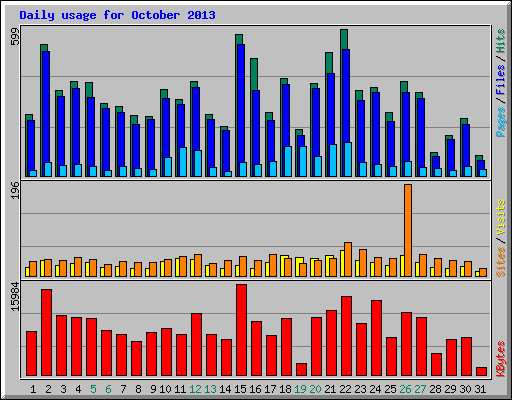 Daily usage for October 2013
599
Pages / Files / Hits
196
Sites / Visits
15984
KBytes
1 2 3 4 5 6 7 8 9 10 11 12 13 14 15 16 17 18 19 20 21 22 23 24 25 26 27 28 29 30 31